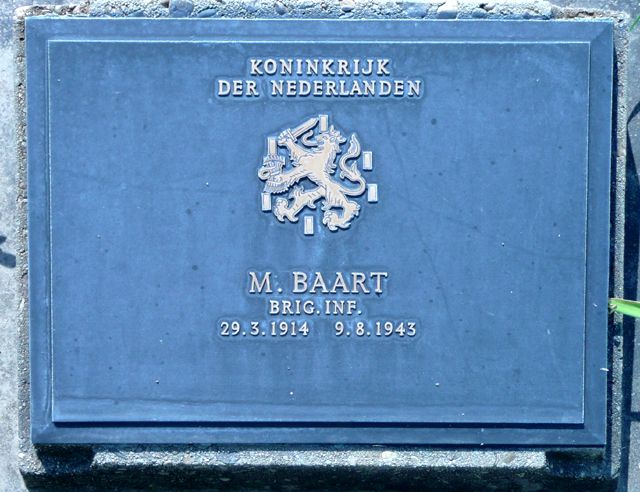 KONINKRIJK
DER NEDERLANDEN
M. BAART
BRIG. INF.
29.3.1914 9.8.1943